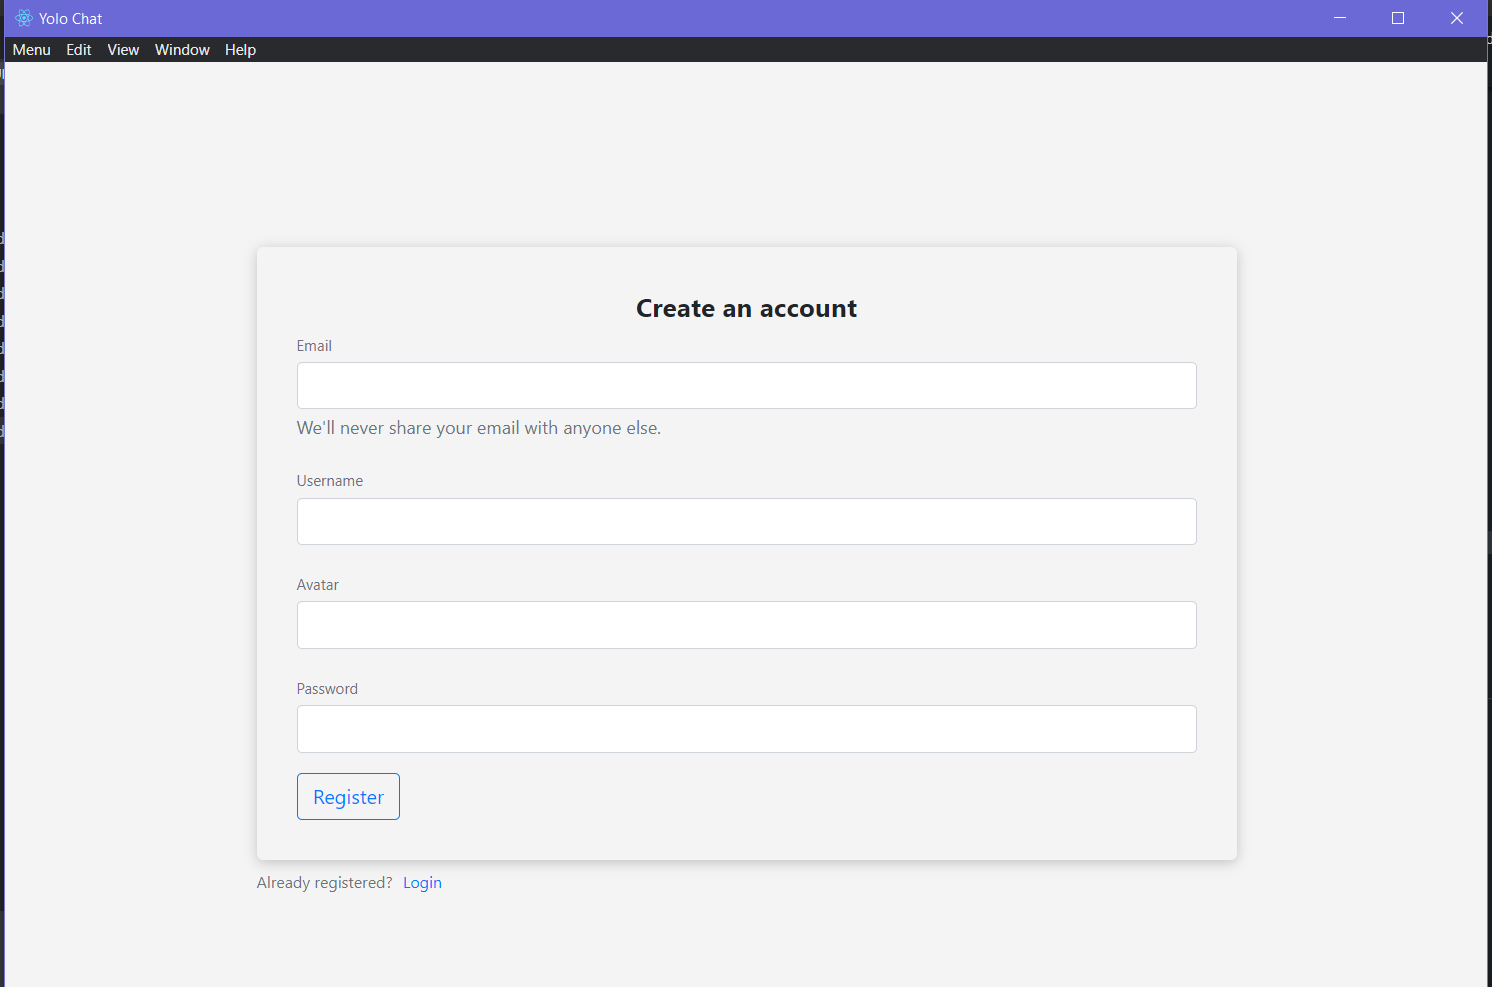 Yolo Chat
Menu Edit View Window Help
Create an account
Email
We'll never share your email with anyone else.
Username
Avatar
Password
Register
Already registered? Login